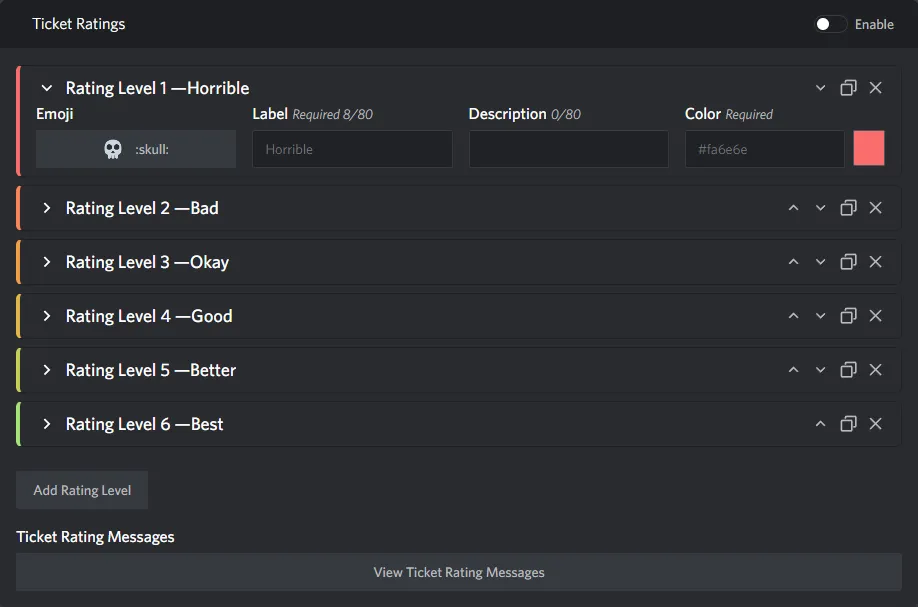 Ticket Ratings Enable
Rating Level 1 —Horrible
Emoji Label Required 8/80 Description 0/80 Color Required
:skull: Horrible #fa6e6e
Rating Level 2 —Bad
Rating Level 3 —Okay
Rating Level 4 —Good
Rating Level 5 —Better
Rating Level 6 —Best
Add Rating Level
Ticket Rating Messages
View Ticket Rating Messages